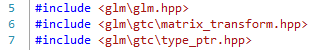 5 #include <glm\glm.hpp>
6 #include <glm\gtc\matrix_transform.hpp>
7 #include <glm\gtc\type_ptr.hpp>